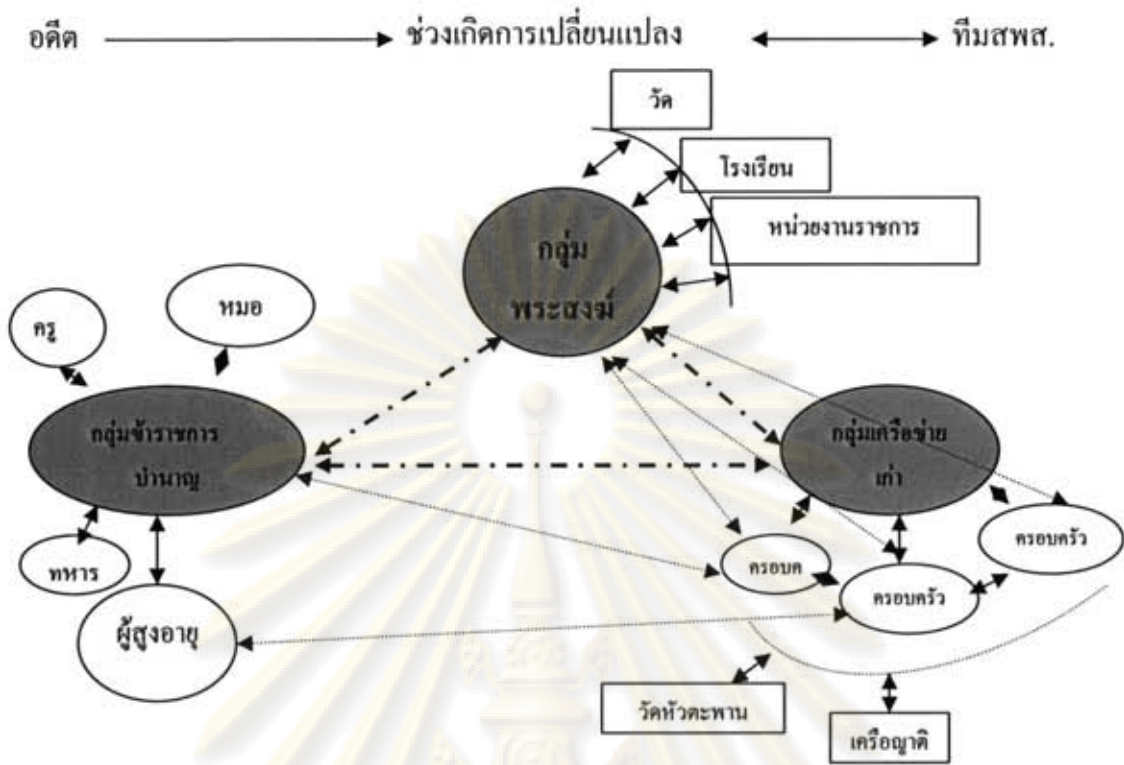 อดีต ช่วงเกิดการเปลี่ยนแปลง ทีมสพส.
วัด
โรงเรียน
หน่วยงานราชการ
กลุ่ม
พระสงฆ์
หมอ
ครู
กลุ่มข้าราชการ
บำนาญ
กลุ่มเครือข่าย
เก่า
ทหาร
ผู้สูงอายุ
ครอบค
ครอบครัว
ครอบครัว
วัดหัวตะพาน
เครือญาติ